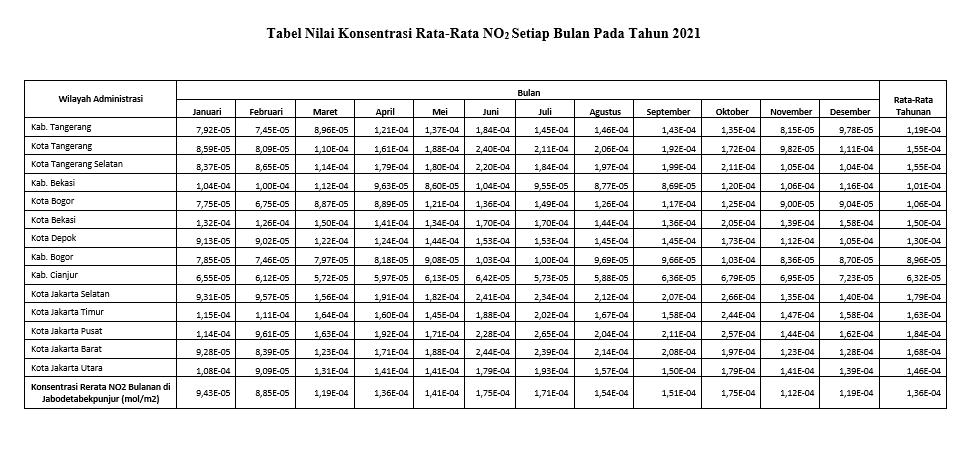 Tabel Nilai Konsentrasi Rata-Rata NO2 Setiap Bulan Pada Tahun 2021
Wilayah Administrasi Bulan Rata-Rata Tahunan
Januari Februari Maret April Mei Juni Juli Agustus September Oktober November Desember
Kab. Tangerang 7,92E-05 7,45E-05 8,96E-05 1,21E-04 1,37E-04 1,84E-04 1,45E-04 1,46E-04 1,43E-04 1,35E-04 8,15E-05 9,78E-05 1,19E-04
Kota Tangerang 8,59E-05 8,09E-05 1,10E-04 1,61E-04 1,88E-04 2,40E-04 2,11E-04 2,06E-04 1,92E-04 1,72E-04 9,82E-05 1,11E-04 1,55E-04
Kota Tangerang Selatan 8,37E-05 8,65E-05 1,14E-04 1,79E-04 1,80E-04 2,20E-04 1,84E-04 1,97E-04 1,99E-04 2,11E-04 1,05E-04 1,04E-04 1,55E-04
Kab. Bekasi 1,04E-04 1,00E-04 1,12E-04 9,63E-05 8,60E-05 1,04E-04 9,55E-05 8,77E-05 8,69E-05 1,20E-04 1,06E-04 1,16E-04 1,01E-04
Kota Bogor 7,75E-05 6,75E-05 8,87E-05 8,89E-05 1,21E-04 1,36E-04 1,49E-04 1,26E-04 1,17E-04 1,25E-04 9,00E-05 9,04E-05 1,06E-04
Kota Bekasi 1,32E-04 1,26E-04 1,50E-04 1,41E-04 1,34E-04 1,70E-04 1,70E-04 1,44E-04 1,36E-04 2,05E-04 1,39E-04 1,58E-04 1,50E-04
Kota Depok 9,13E-05 9,02E-05 1,22E-04 1,24E-04 1,44E-04 1,53E-04 1,53E-04 1,45E-04 1,45E-04 1,73E-04 1,12E-04 1,05E-04 1,30E-04
Kab. Bogor 7,85E-05 7,46E-05 7,97E-05 8,18E-05 9,08E-05 1,03E-04 1,00E-04 9,69E-05 9,66E-05 1,03E-04 8,36E-05 8,70E-05 8,96E-05
Kab. Cianjur 6,55E-05 6,12E-05 5,72E-05 5,97E-05 6,13E-05 6,42E-05 5,73E-05 5,88E-05 6,36E-05 6,79E-05 6,95E-05 7,23E-05 6,32E-05
Kota Jakarta Selatan 9,31E-05 9,57E-05 1,56E-04 1,91E-04 1,82E-04 2,41E-04 2,34E-04 2,12E-04 2,07E-04 2,66E-04 1,35E-04 1,40E-04 1,79E-04
Kota Jakarta Timur 1,15E-04 1,11E-04 1,64E-04 1,60E-04 1,45E-04 1,88E-04 2,02E-04 1,67E-04 1,58E-04 2,44E-04 1,47E-04 1,58E-04 1,63E-04
Kota Jakarta Pusat 1,14E-04 9,61E-05 1,63E-04 1,92E-04 1,71E-04 2,28E-04 2,65E-04 2,04E-04 2,11E-04 2,57E-04 1,44E-04 1,62E-04 1,84E-04
Kota Jakarta Barat 9,28E-05 8,39E-05 1,23E-04 1,71E-04 1,88E-04 2,44E-04 2,39E-04 2,14E-04 2,08E-04 1,97E-04 1,23E-04 1,28E-04 1,68E-04
Kota Jakarta Utara 1,08E-04 9,09E-05 1,31E-04 1,41E-04 1,41E-04 1,79E-04 1,93E-04 1,57E-04 1,50E-04 1,79E-04 1,41E-04 1,39E-04 1,46E-04
Konsentrasi Rerata NO2 Bulanan di
Jabodetabekpunjur (mol/m2) 9,43E-05 8,85E-05 1,19E-04 1,36E-04 1,41E-04 1,75E-04 1,71E-04 1,54E-04 1,51E-04 1,75E-04 1,12E-04 1,19E-04 1,36E-04